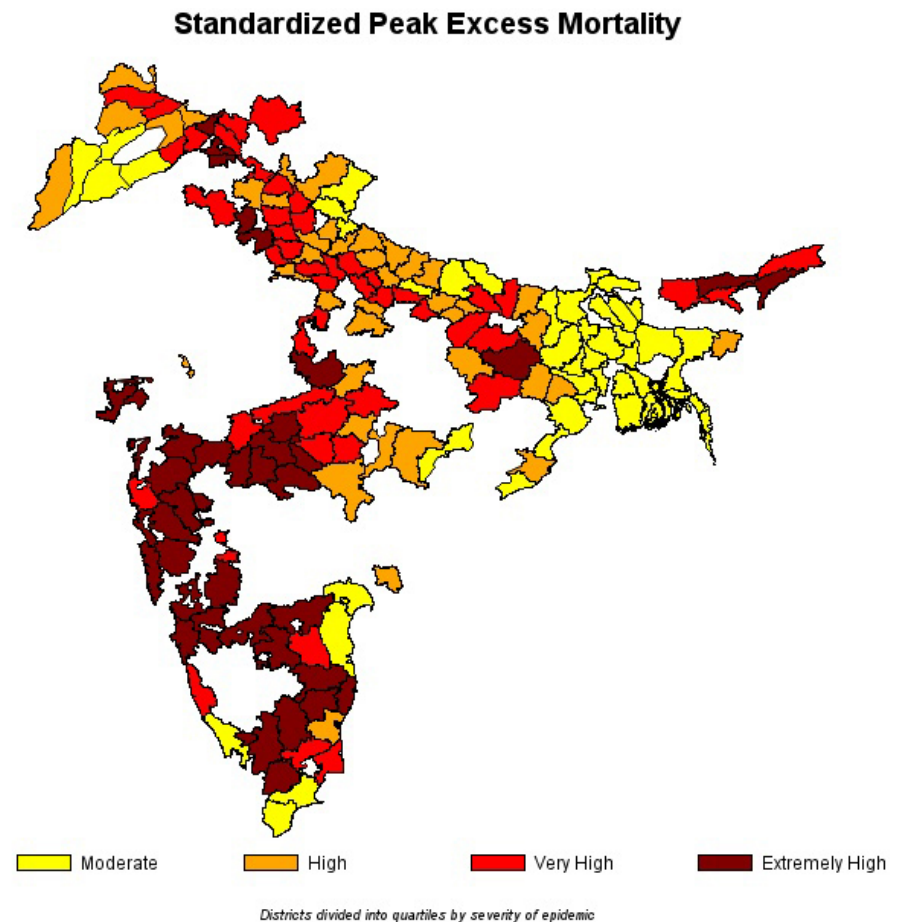 Standardized Peak Excess Mortality
Moderate High Very High Extremely High
Districts divided into quartiles by severity of epidemic